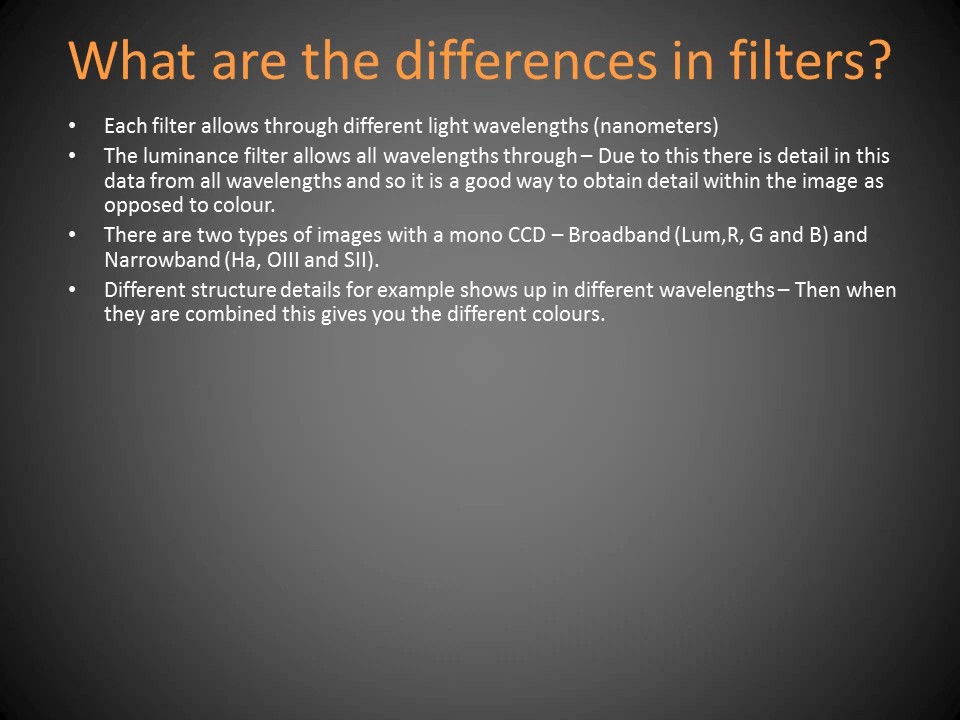 What are the differences in filters?
• Each filter allows through different light wavelengths (nanometers)
• The luminance filter allows all wavelengths through – Due to this there is detail in this
data from all wavelengths and so it is a good way to obtain detail within the image as
opposed to colour.
• There are two types of images with a mono CCD – Broadband (Lum,R, G and B) and
Narrowband (Ha, OIII and SII).
• Different structure details for example shows up in different wavelengths – Then when
they are combined this gives you the different colours.